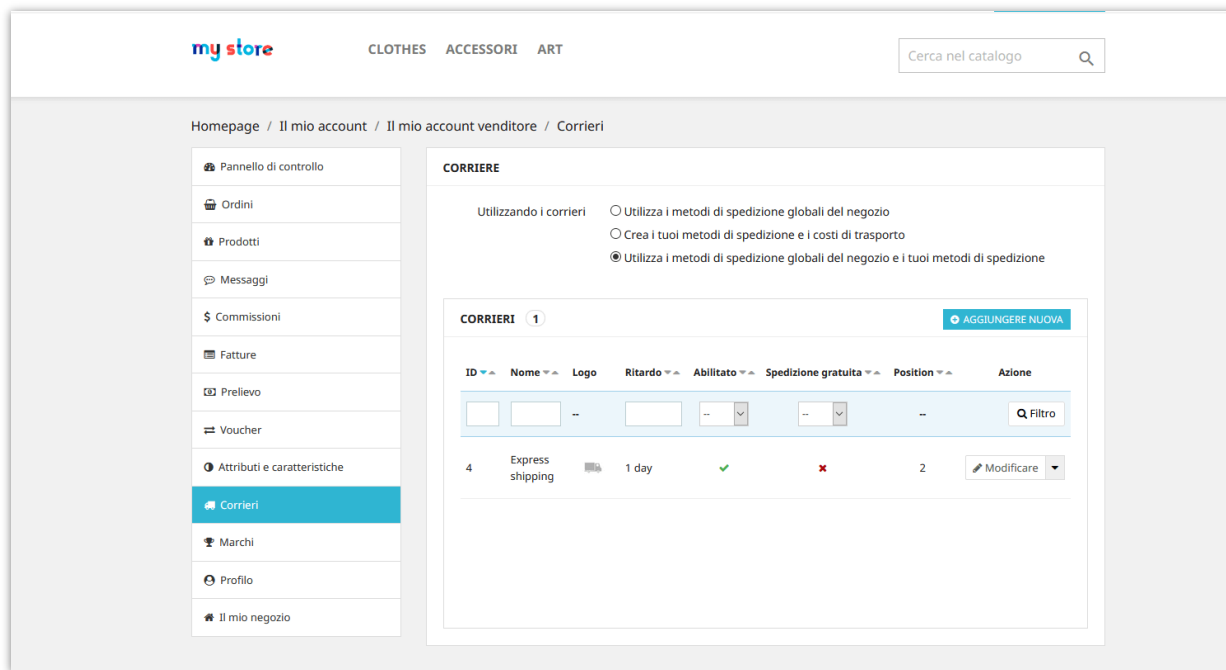 my store
CLOTHES ACCESSORI ART
Cerca nel catalogo
Homepage / Il mio account / Il mio account venditore / Corrieri
Pannello di controllo
Ordini
Prodotti
Messaggi
$ Commissioni
Fatture
Prelievo
Voucher
Attributi e caratteristiche
Corrieri
Marchi
Profilo
Il mio negozio
CORRIERE
Utilizzando i corrieri
Utilizza i metodi di spedizione globali del negozio
Crea i tuoi metodi di spedizione e i costi di trasporto
Utilizza i metodi di spedizione globali del negozio e i tuoi metodi di spedizione
CORRIERI 1
AGGIUNGERE NUOVA
ID Nome Logo Ritardo Abilitato Spedizione gratuita Position Azione
-- -- -- -- Filtro
4 Express shipping 1 day 2 Modificare